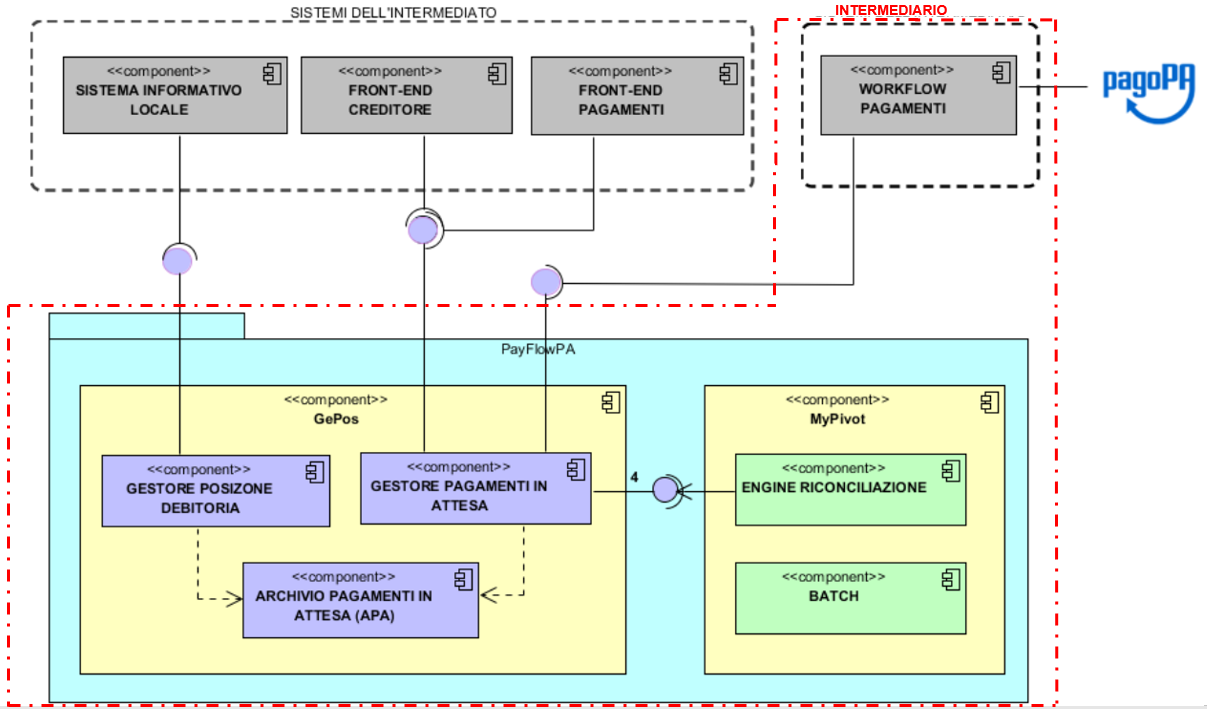 SISTEMI DELL'INTERMEDIATO
INTERMEDIARIO
<<component>>
SISTEMA INFORMATIVO
LOCALE
<<component>>
FRONT-END
CREDITORE
<<component>>
FRONT-END
PAGAMENTI
<<component>>
WORKFLOW
PAGAMENTI
pagoPA
PayFlowPA
<<component>>
GePos
<<component>>
MyPivot
<<component>>
GESTORE POSIZONE
DEBITORIA
<<component>>
GESTORE PAGAMENTI IN
ATTESA
4
<<component>>
ENGINE RICONCILIAZIONE
<<component>>
ARCHIVIO PAGAMENTI IN
ATTESA (APA)
<<component>>
BATCH